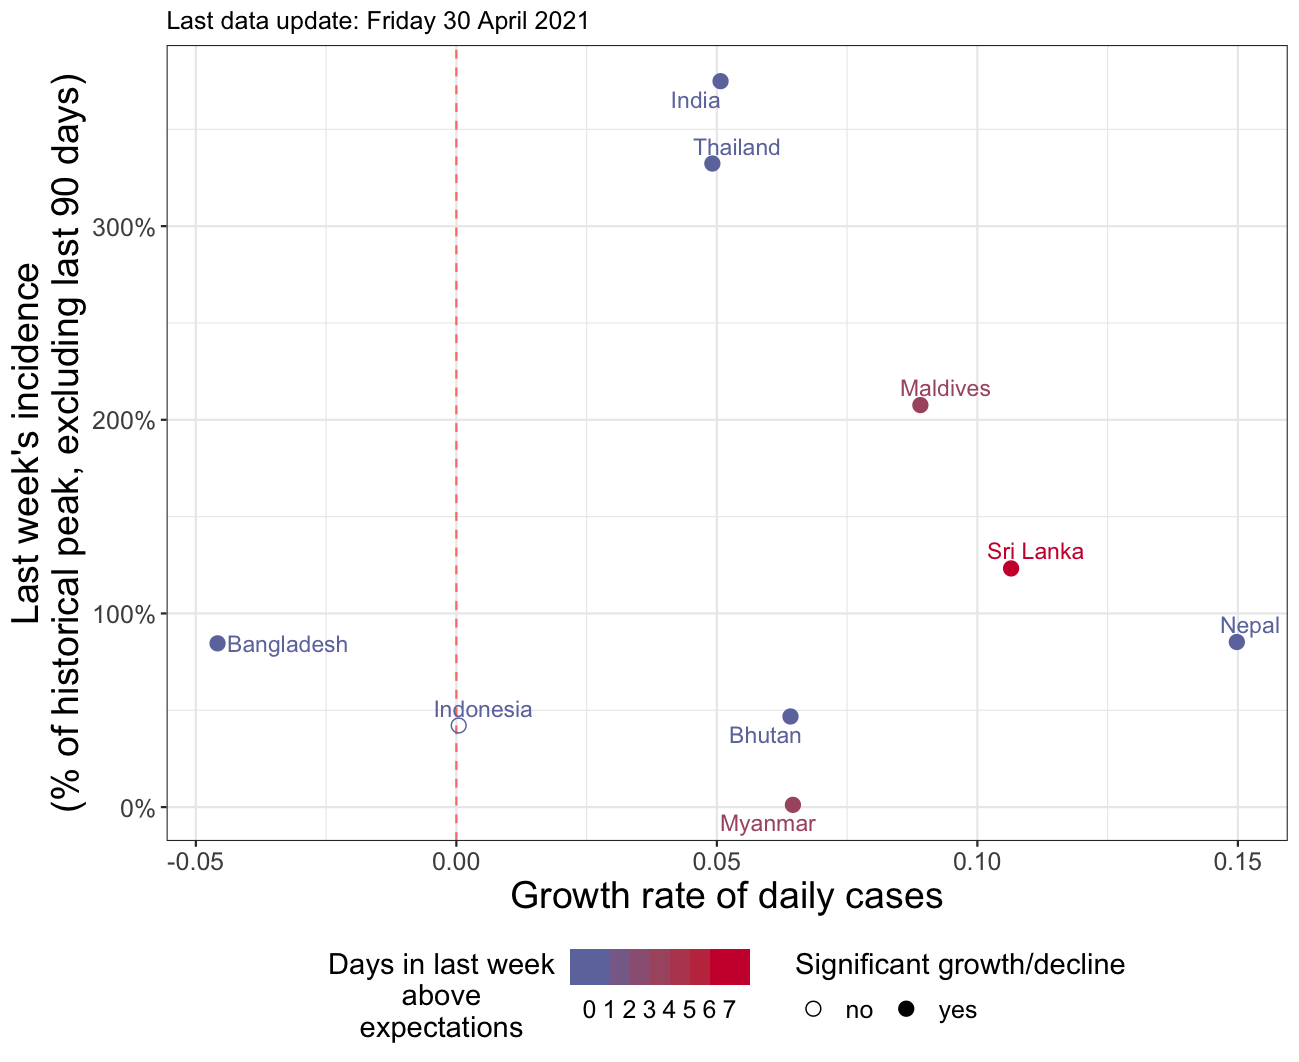 Last data update: Friday 30 April 2021
Last week's incidence
(% of historical peak, excluding last 90 days)
300%
200%
100%
0%
India
Thailand
Maldives
Sri Lanka
Nepal
Bangladesh
Indonesia
Bhutan
Myanmar
-0.05 0.00 0.05 0.10 0.15
Growth rate of daily cases
Days in last week
above
expectations
0 1 2 3 4 5 6 7
Significant growth/decline
no yes